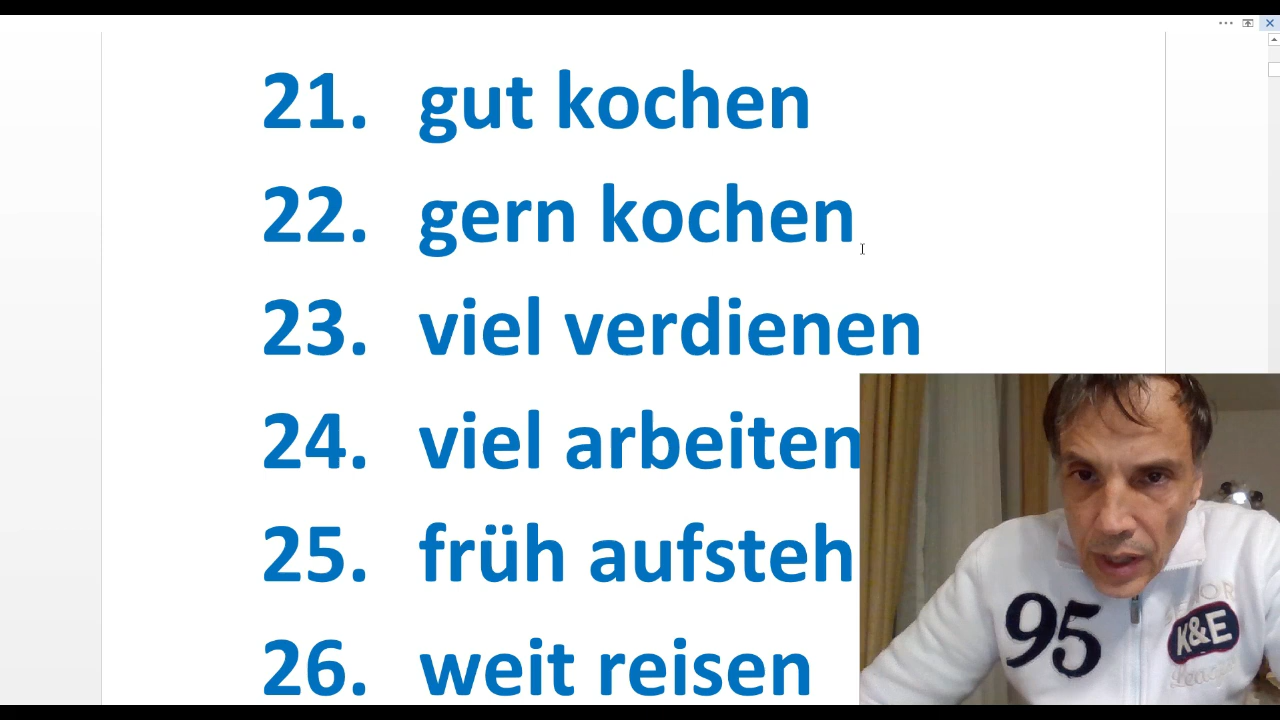 21. gut kochen
22. gern kochen
23. viel verdienen
24. viel arbeiten
25. früh aufsteh
26. weit reisen
95
K&E